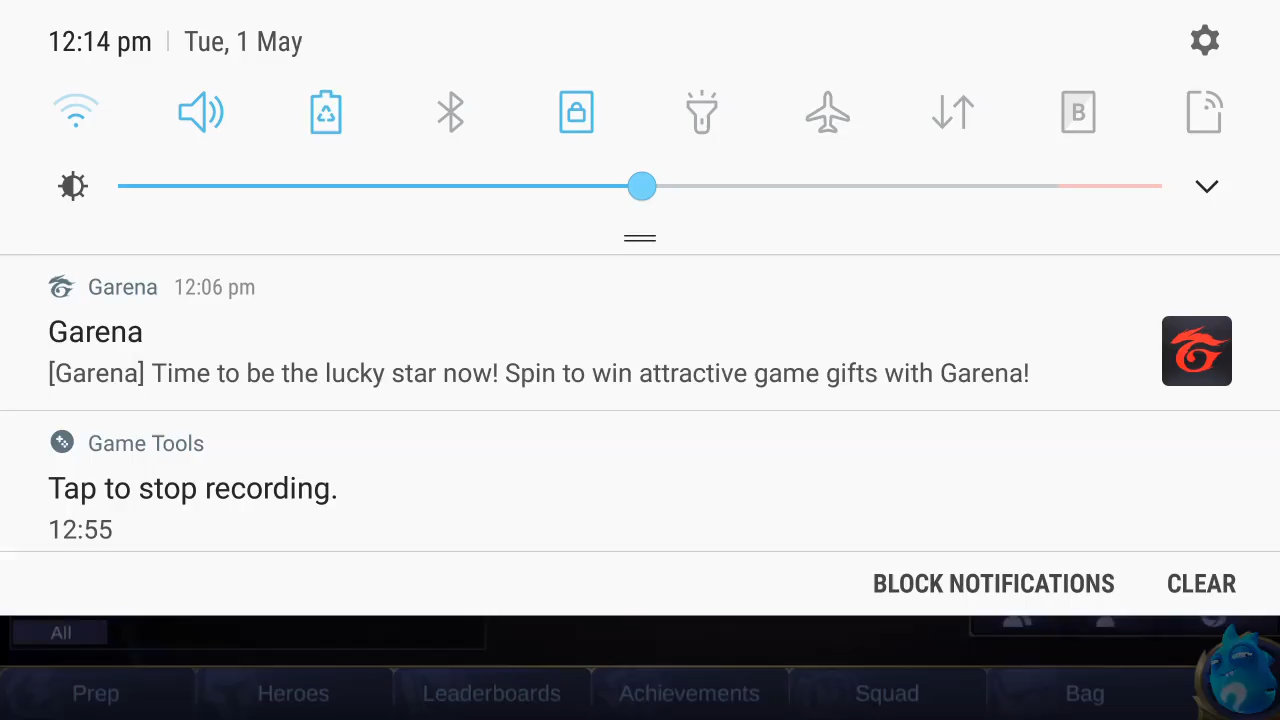 12:14 pm Tue, 1 May
B
Garena 12:06 pm
Garena
[Garena] Time to be the lucky star now! Spin to win attractive game gifts with Garena!
Game Tools
Tap to stop recording.
12:55
BLOCK NOTIFICATIONS CLEAR
All
Prep Heroes Leaderboards Achievements Squad Bag